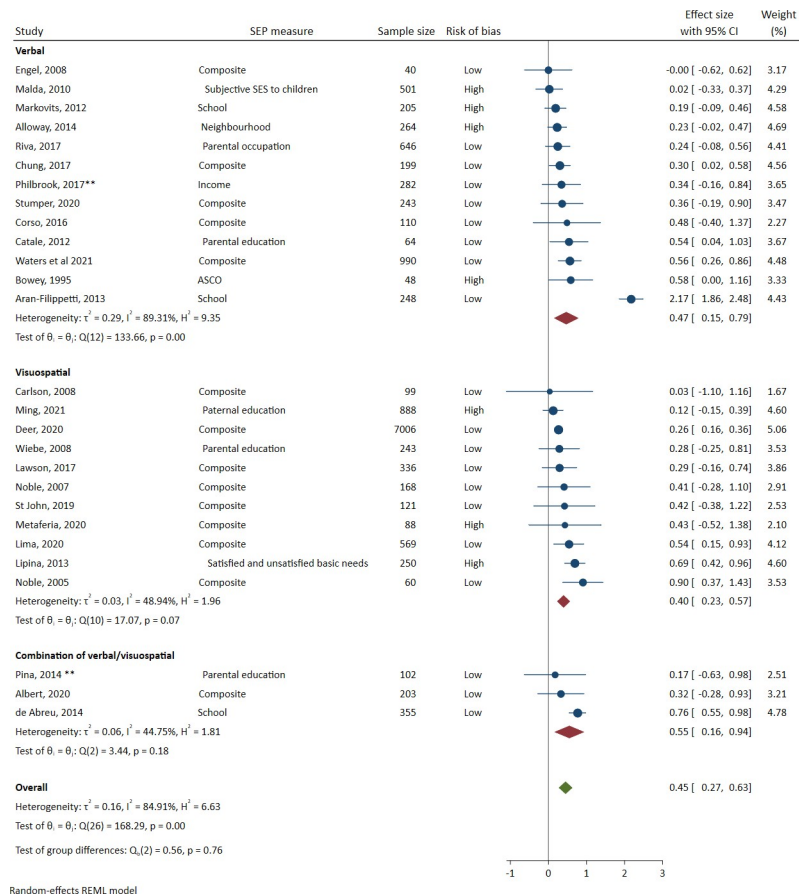 Effect size Weight
Study SEP measure Sample size Risk of bias with 95% CI (%)
Verbal
Engel, 2008 Composite 40 Low -0.00 [ -0.62, 0.62] 3.17
Malda, 2010 Subjective SES to children 501 High 0.02 [ -0.33, 0.37] 4.29
Markovits, 2012 School 205 High 0.19 [ -0.09, 0.46] 4.58
Alloway, 2014 Neighbourhood 264 High 0.23 [ -0.02, 0.47] 4.69
Riva, 2017 Parental occupation 646 Low 0.24 [ -0.08, 0.56] 4.41
Chung, 2017 Composite 199 Low 0.30 [ 0.02, 0.58] 4.56
Philbrook, 2017** Income 282 Low 0.34 [ -0.16, 0.84] 3.65
Stumper, 2020 Composite 243 Low 0.36 [ -0.19, 0.90] 3.47
Corso, 2016 Composite 110 Low 0.48 [ -0.40, 1.37] 2.27
Catale, 2012 Parental education 64 Low 0.54 [ 0.04, 1.03] 3.67
Waters et al 2021 Composite 990 Low 0.56 [ 0.26, 0.86] 4.48
Bowey, 1995 ASCO 48 High 0.58 [ 0.00, 1.16] 3.33
Aran-Filippetti, 2013 School 248 Low 2.17 [ 1.86, 2.48] 4.43
Heterogeneity: τ² = 0.29, I² = 89.31%, H² = 9.35 0.47 [ 0.15, 0.79]
Test of θᵢ = θⱼ: Q(12) = 133.66, p = 0.00
Visuospatial
Carlson, 2008 Composite 99 Low 0.03 [ -1.10, 1.16] 1.67
Ming, 2021 Paternal education 888 High 0.12 [ -0.15, 0.39] 4.60
Deer, 2020 Composite 7006 Low 0.26 [ 0.16, 0.36] 5.06
Wiebe, 2008 Parental education 243 Low 0.28 [ -0.25, 0.81] 3.53
Lawson, 2017 Composite 336 Low 0.29 [ -0.16, 0.74] 3.86
Noble, 2007 Composite 168 Low 0.41 [ -0.28, 1.10] 2.91
St John, 2019 Composite 121 Low 0.42 [ -0.38, 1.22] 2.53
Metaferia, 2020 Composite 88 High 0.43 [ -0.52, 1.38] 2.10
Lima, 2020 Composite 569 Low 0.54 [ 0.15, 0.93] 4.12
Lipina, 2013 Satisfied and unsatisfied basic needs 250 High 0.69 [ 0.42, 0.96] 4.60
Noble, 2005 Composite 60 Low 0.90 [ 0.37, 1.43] 3.53
Heterogeneity: τ² = 0.03, I² = 48.94%, H² = 1.96 0.40 [ 0.23, 0.57]
Test of θᵢ = θⱼ: Q(10) = 17.07, p = 0.07
Combination of verbal/visuospatial
Pina, 2014 ** Parental education 102 Low 0.17 [ -0.63, 0.98] 2.51
Albert, 2020 Composite 203 Low 0.32 [ -0.28, 0.93] 3.21
de Abreu, 2014 School 355 Low 0.76 [ 0.55, 0.98] 4.78
Heterogeneity: τ² = 0.06, I² = 44.75%, H² = 1.81 0.55 [ 0.16, 0.94]
Test of θᵢ = θⱼ: Q(2) = 3.44, p = 0.18
Overall 0.45 [ 0.27, 0.63]
Heterogeneity: τ² = 0.16, I² = 84.91%, H² = 6.63
Test of θᵢ = θⱼ: Q(26) = 168.29, p = 0.00
Test of group differences: Q_b(2) = 0.56, p = 0.76
-1 0 1 2 3
Random-effects REML model